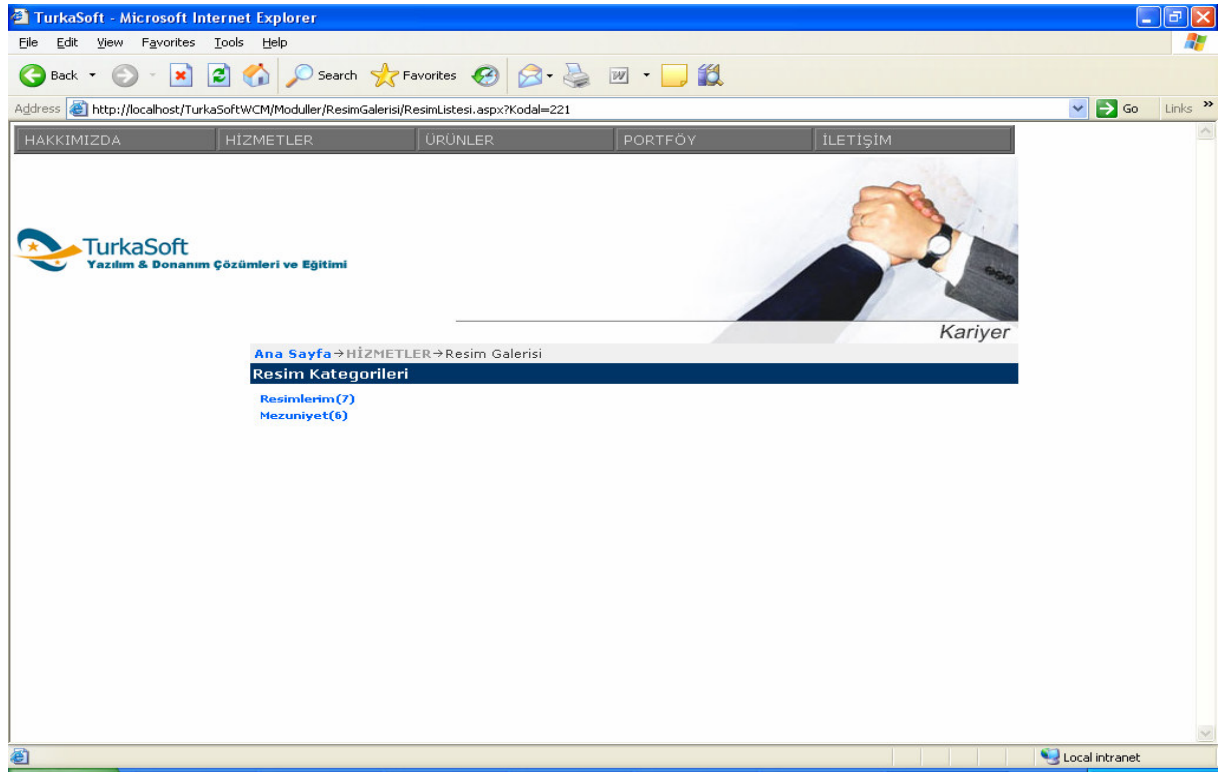 TurkaSoft - Microsoft Internet Explorer
File Edit View Favorites Tools Help
Back Search Favorites
Address http://localhost/TurkaSoftWCM/Moduller/ResimGalerisi/ResimListesi.aspx?Kodal=221 Go Links »
HAKKIMIZDA HİZMETLER ÜRÜNLER PORTFÖY İLETİŞİM
TurkaSoft
Yazılım & Donanım Çözümleri ve Eğitimi
Kariyer
Ana Sayfa→HİZMETLER→Resim Galerisi
Resim Kategorileri
Resimlerim(7)
Mezuniyet(6)
Local intranet